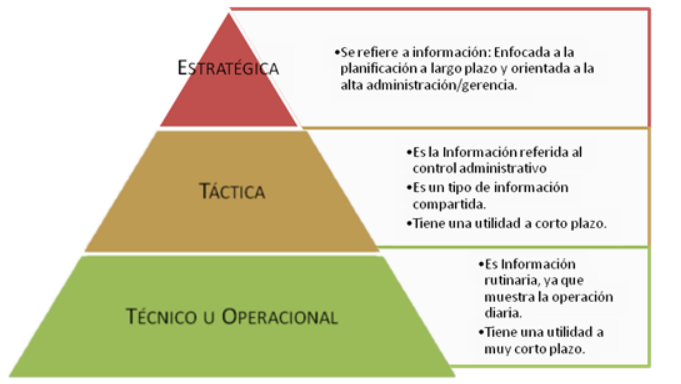 ESTRATÉGICA
•Se refiere a información: Enfocada a la
planificación a largo plazo y orientada a la
alta administración/gerencia.
TÁCTICA
•Es la Información referida al
control administrativo
•Es un tipo de información
compartida.
•Tiene una utilidad a corto plazo.
TÉCNICO U OPERACIONAL
•Es Información
rutinaria, ya que
muestra la operación
diaria.
•Tiene una utilidad a
muy corto plazo.